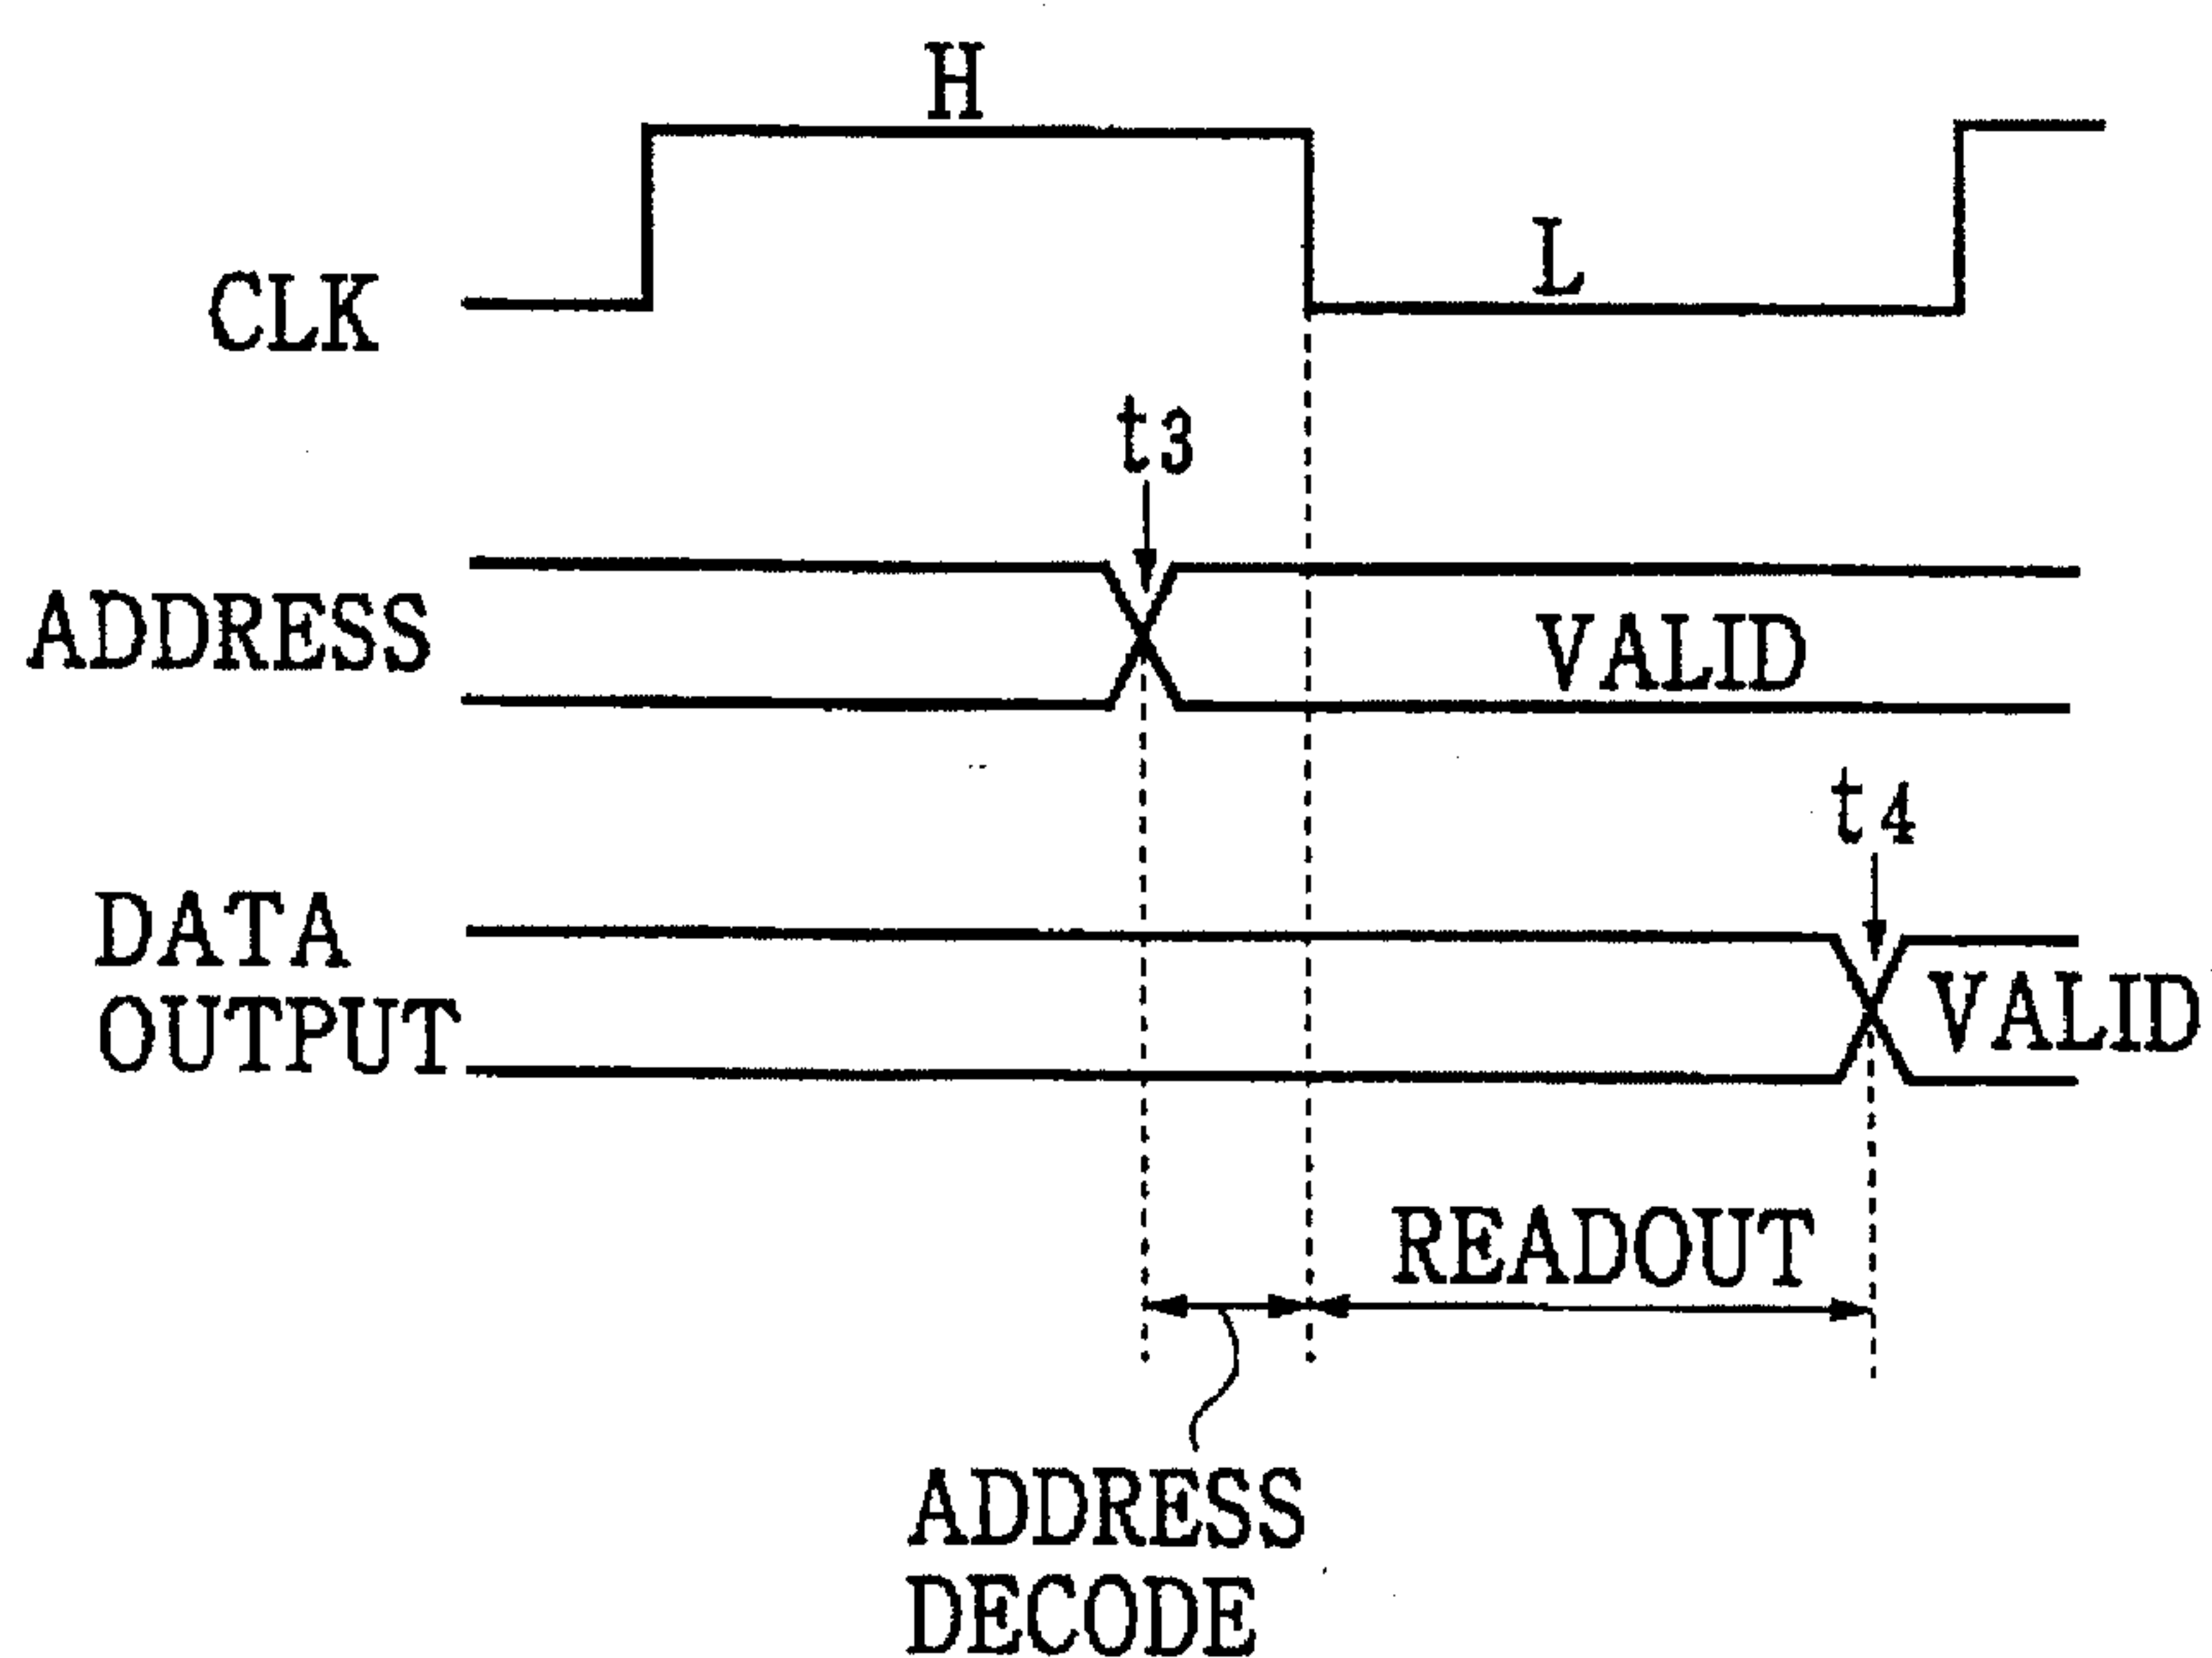 H
L
CLK
t3
ADDRESS
VALID
t4
DATA
OUTPUT
VALID
READOUT
ADDRESS
DECODE